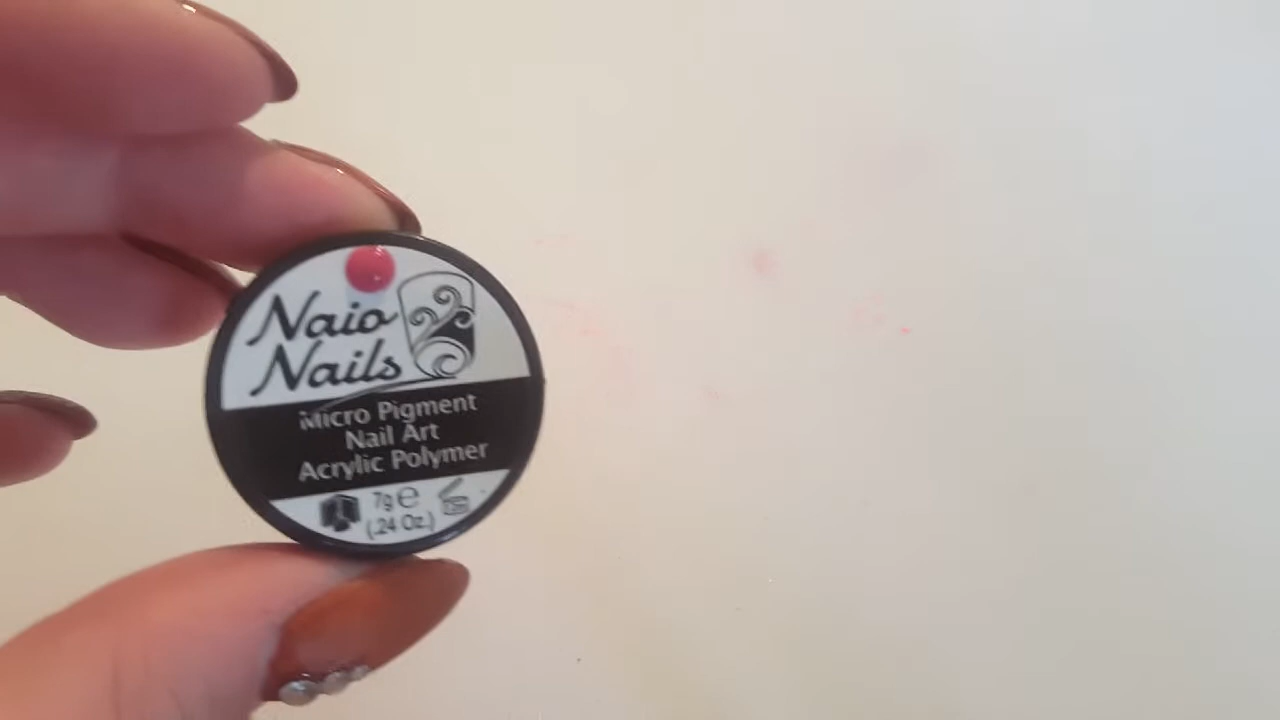 Naio
Nails
Micro Pigment
Nail Art
Acrylic Polymer
7g ℮
(.24 Oz.)